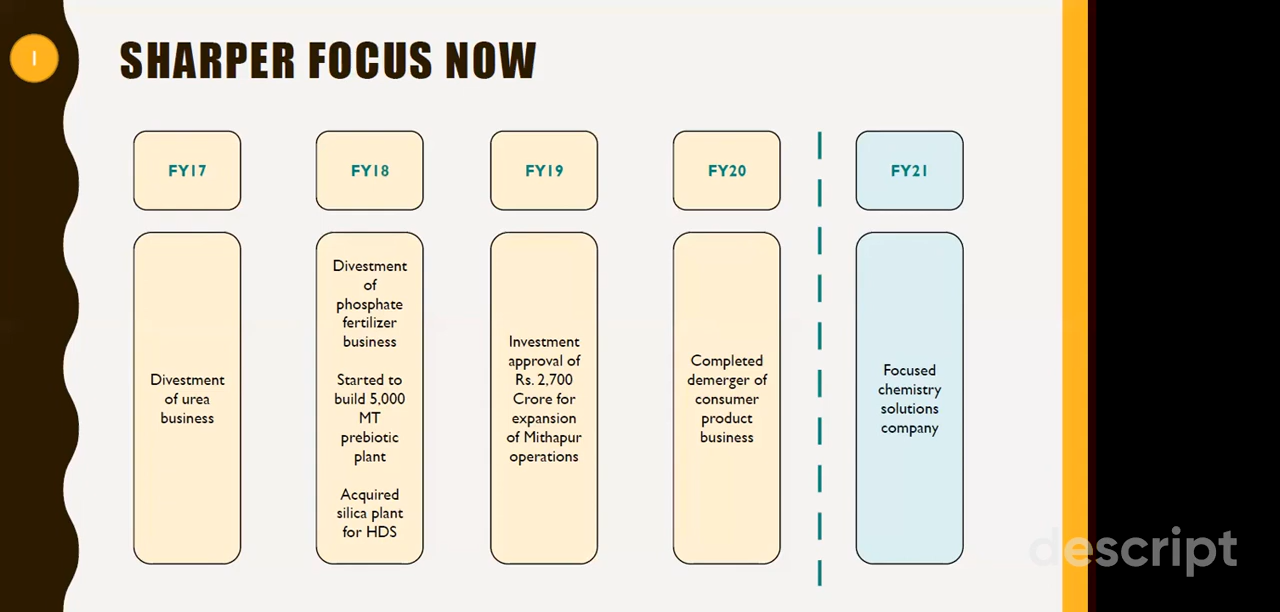 1
SHARPER FOCUS NOW
FY17
FY18
FY19
FY20
FY21
Divestment
of urea
business
Divestment
of
phosphate
fertilizer
business
Started to
build 5,000
MT
prebiotic
plant
Acquired
silica plant
for HDS
Investment
approval of
Rs. 2,700
Crore for
expansion
of Mithapur
operations
Completed
demerger of
consumer
product
business
Focused
chemistry
solutions
company
descript